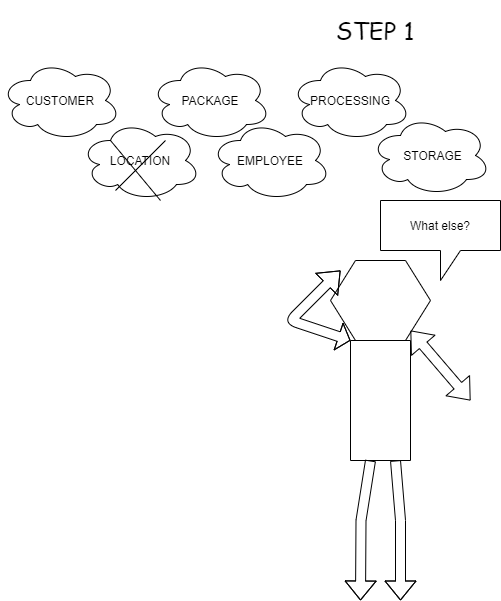 STEP 1
CUSTOMER
PACKAGE
PROCESSING
LOCATION
EMPLOYEE
STORAGE
What else?